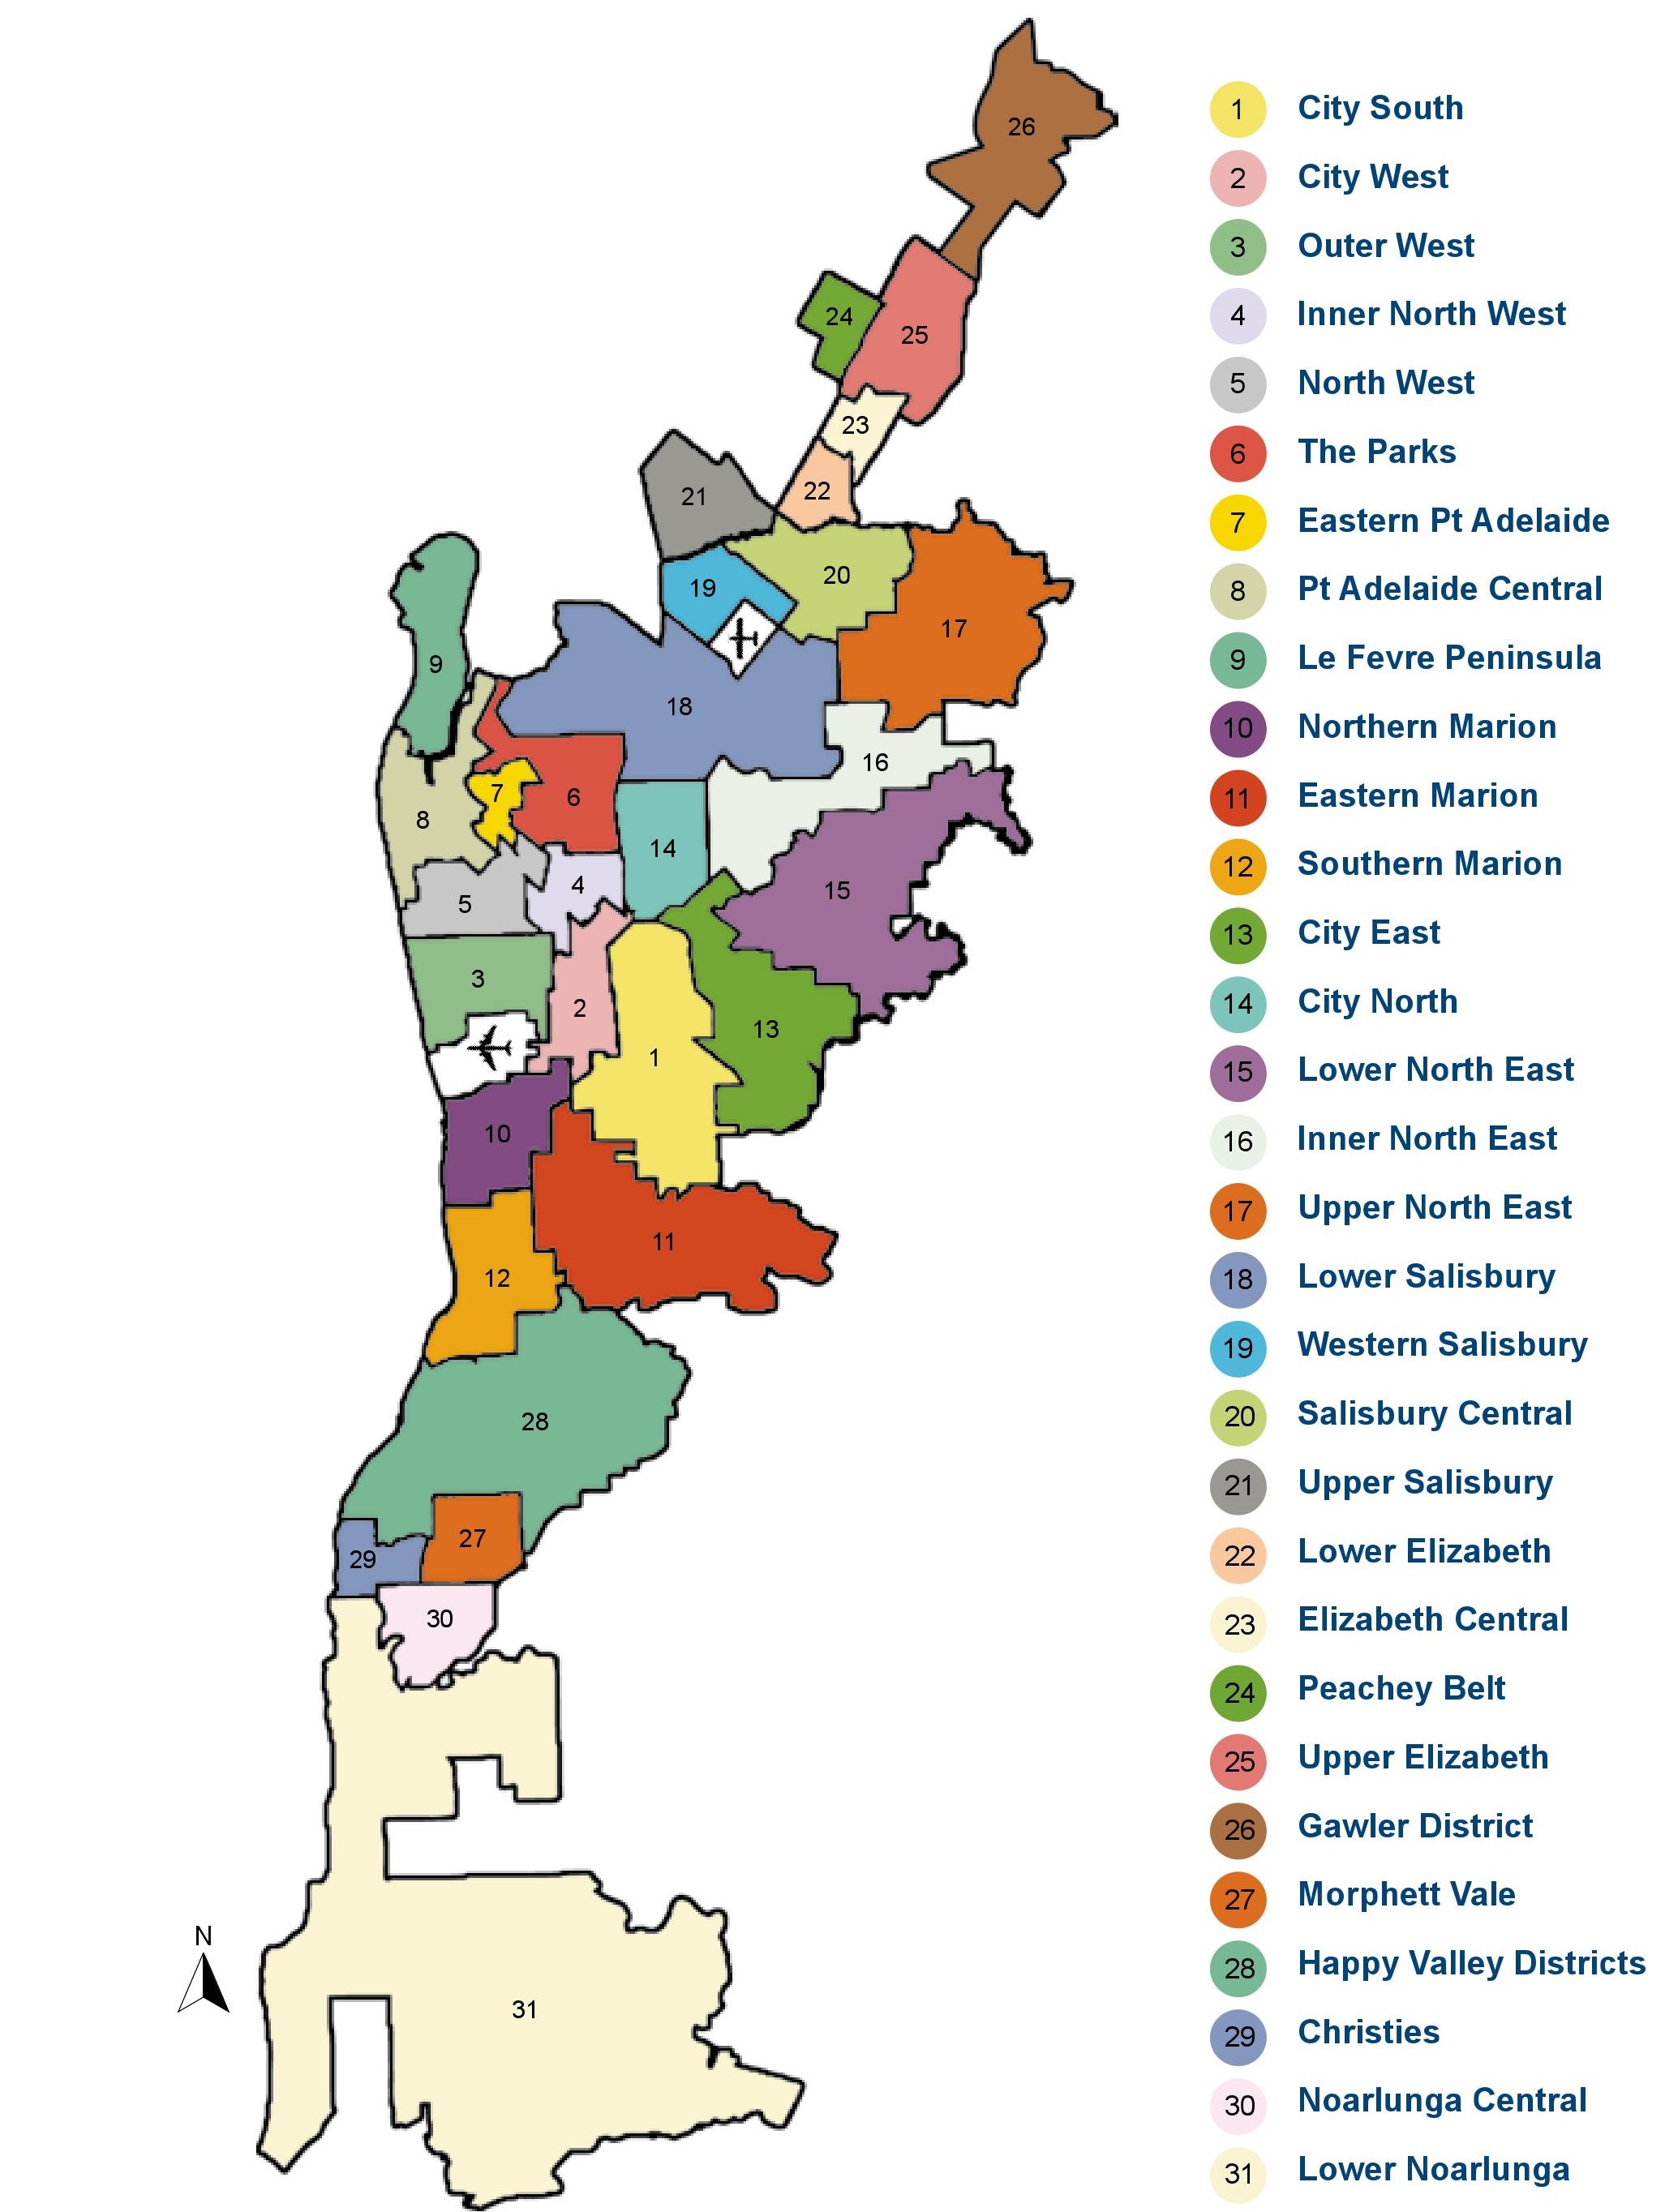 26
24
25
23
22
21
20
19
17
9
18
16
7
6
8
14
4
15
5
3
2
13
1
10
11
12
28
27
29
30
N
31
1 City South
2 City West
3 Outer West
4 Inner North West
5 North West
6 The Parks
7 Eastern Pt Adelaide
8 Pt Adelaide Central
9 Le Fevre Peninsula
10 Northern Marion
11 Eastern Marion
12 Southern Marion
13 City East
14 City North
15 Lower North East
16 Inner North East
17 Upper North East
18 Lower Salisbury
19 Western Salisbury
20 Salisbury Central
21 Upper Salisbury
22 Lower Elizabeth
23 Elizabeth Central
24 Peachey Belt
25 Upper Elizabeth
26 Gawler District
27 Morphett Vale
28 Happy Valley Districts
29 Christies
30 Noarlunga Central
31 Lower Noarlunga